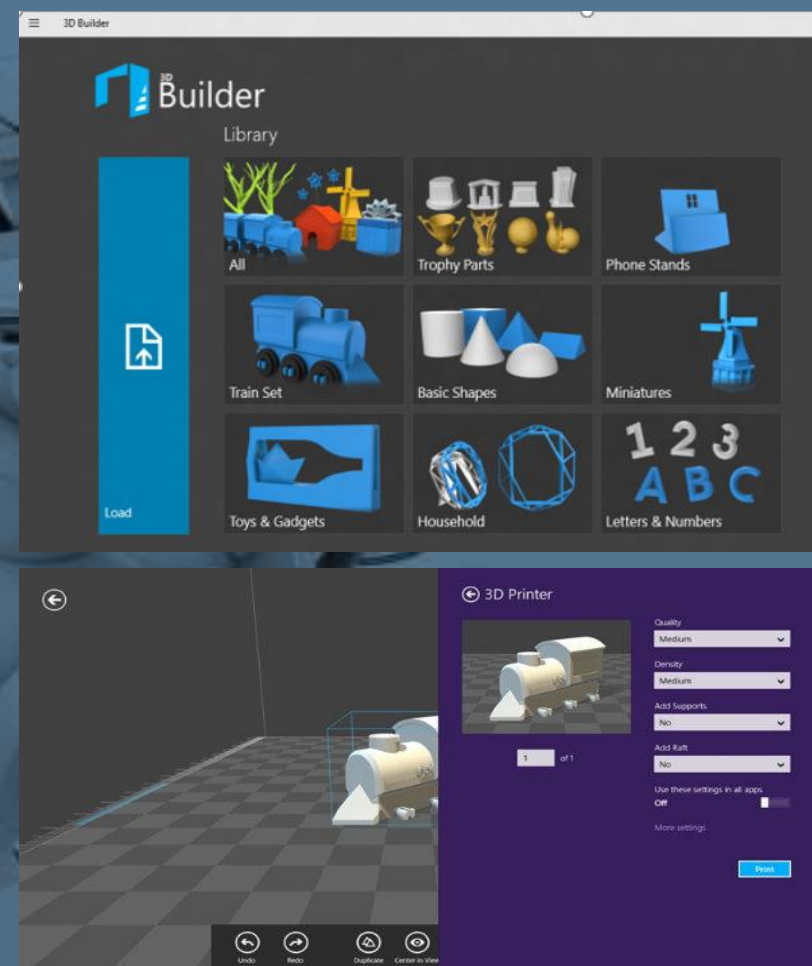 3D Builder
3D
Builder
Library
Load
All
Trophy Parts
Phone Stands
Train Set
Basic Shapes
Miniatures
Toys & Gadgets
Household
1 2 3
A B C
Letters & Numbers
Undo
Redo
Duplicate
Center in View
3D Printer
1 of 1
Quality
Medium
Density
Medium
Add Supports
No
Add Raft
No
Use these settings in all apps
Off
More settings
Print